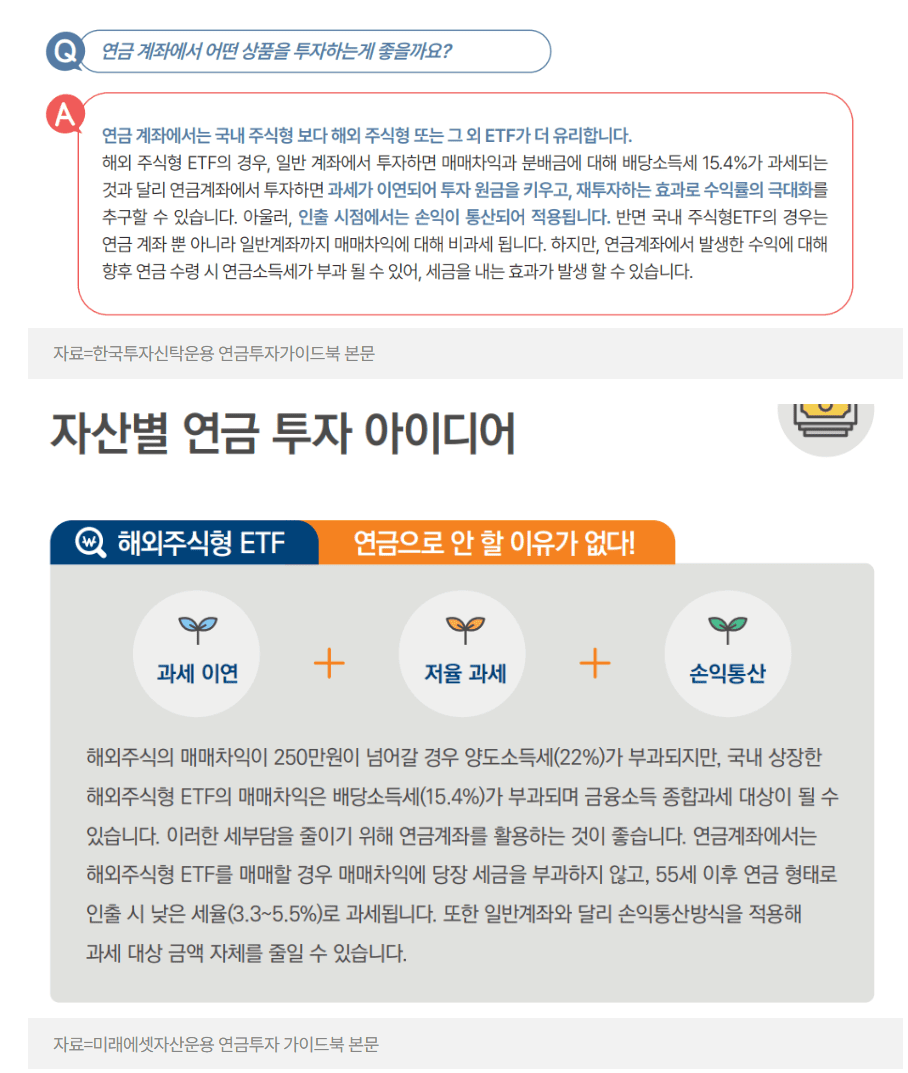 Q 연금 계좌에서 어떤 상품을 투자하는게 좋을까요?
A
연금 계좌에서는 국내 주식형 보다 해외 주식형 또는 그 외 ETF가 더 유리합니다.
해외 주식형 ETF의 경우, 일반 계좌에서 투자하면 매매차익과 분배금에 대해 배당소득세 15.4%가 과세되는
것과 달리 연금계좌에서 투자하면 과세가 이연되어 투자 원금을 키우고, 재투자하는 효과로 수익률의 극대화를
추구할 수 있습니다. 아울러, 인출 시점에서는 손익이 통산되어 적용됩니다. 반면 국내 주식형ETF의 경우는
연금 계좌 뿐 아니라 일반계좌까지 매매차익에 대해 비과세 됩니다. 하지만, 연금계좌에서 발생한 수익에 대해
향후 연금 수령 시 연금소득세가 부과 될 수 있어, 세금을 내는 효과가 발생 할 수 있습니다.
자료=한국투자신탁운용 연금투자가이드북 본문
자산별 연금 투자 아이디어
해외주식형 ETF 연금으로 안 할 이유가 없다!
과세 이연 + 저율 과세 + 손익통산
해외주식의 매매차익이 250만원이 넘어갈 경우 양도소득세(22%)가 부과되지만, 국내 상장한
해외주식형 ETF의 매매차익은 배당소득세(15.4%)가 부과되며 금융소득 종합과세 대상이 될 수
있습니다. 이러한 세부담을 줄이기 위해 연금계좌를 활용하는 것이 좋습니다. 연금계좌에서는
해외주식형 ETF를 매매할 경우 매매차익에 당장 세금을 부과하지 않고, 55세 이후 연금 형태로
인출 시 낮은 세율(3.3~5.5%)로 과세됩니다. 또한 일반계좌와 달리 손익통산방식을 적용해
과세 대상 금액 자체를 줄일 수 있습니다.
자료=미래에셋자산운용 연금투자 가이드북 본문